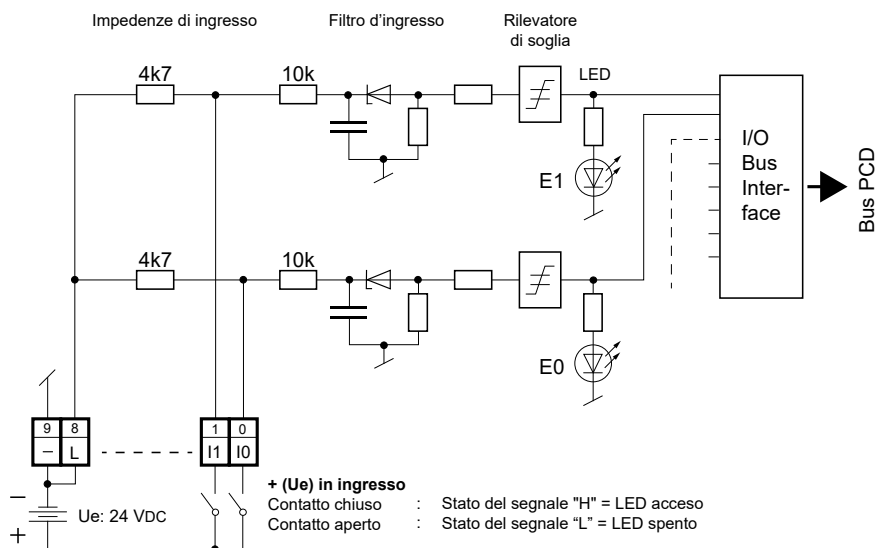 Impedenze di ingresso
Filtro d'ingresso
Rilevatore
di soglia
4k7
10k
LED
E1
I/O
Bus
Inter-
face
Bus PCD
4k7
10k
E0
9
8
1
0
–
L
I1
I0
+ (Ue) in ingresso
Contatto chiuso : Stato del segnale "H" = LED acceso
Contatto aperto : Stato del segnale “L” = LED spento
–
+
Ue: 24 VDC